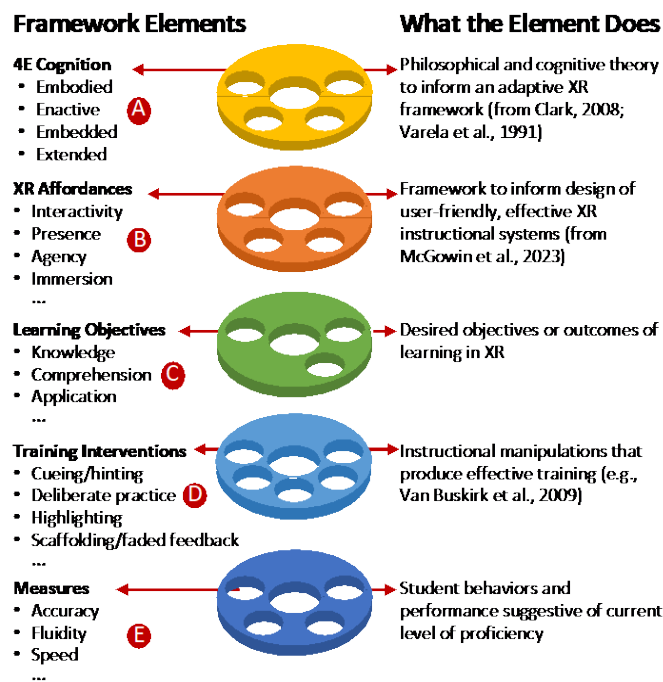 Framework Elements
What the Element Does
4E Cognition
• Embodied
• Enactive
• Embedded
• Extended
A
Philosophical and cognitive theory
to inform an adaptive XR
framework (from Clark, 2008;
Varela et al., 1991)
XR Affordances
• Interactivity
• Presence
• Agency
• Immersion
...
B
Framework to inform design of
user-friendly, effective XR
instructional systems (from
McGowin et al., 2023)
Learning Objectives
• Knowledge
• Comprehension
• Application
...
C
Desired objectives or outcomes of
learning in XR
Training Interventions
• Cueing/hinting
• Deliberate practice
• Highlighting
• Scaffolding/faded feedback
...
D
Instructional manipulations that
produce effective training (e.g.,
Van Buskirk et al., 2009)
Measures
• Accuracy
• Fluidity
• Speed
...
E
Student behaviors and
performance suggestive of current
level of proficiency